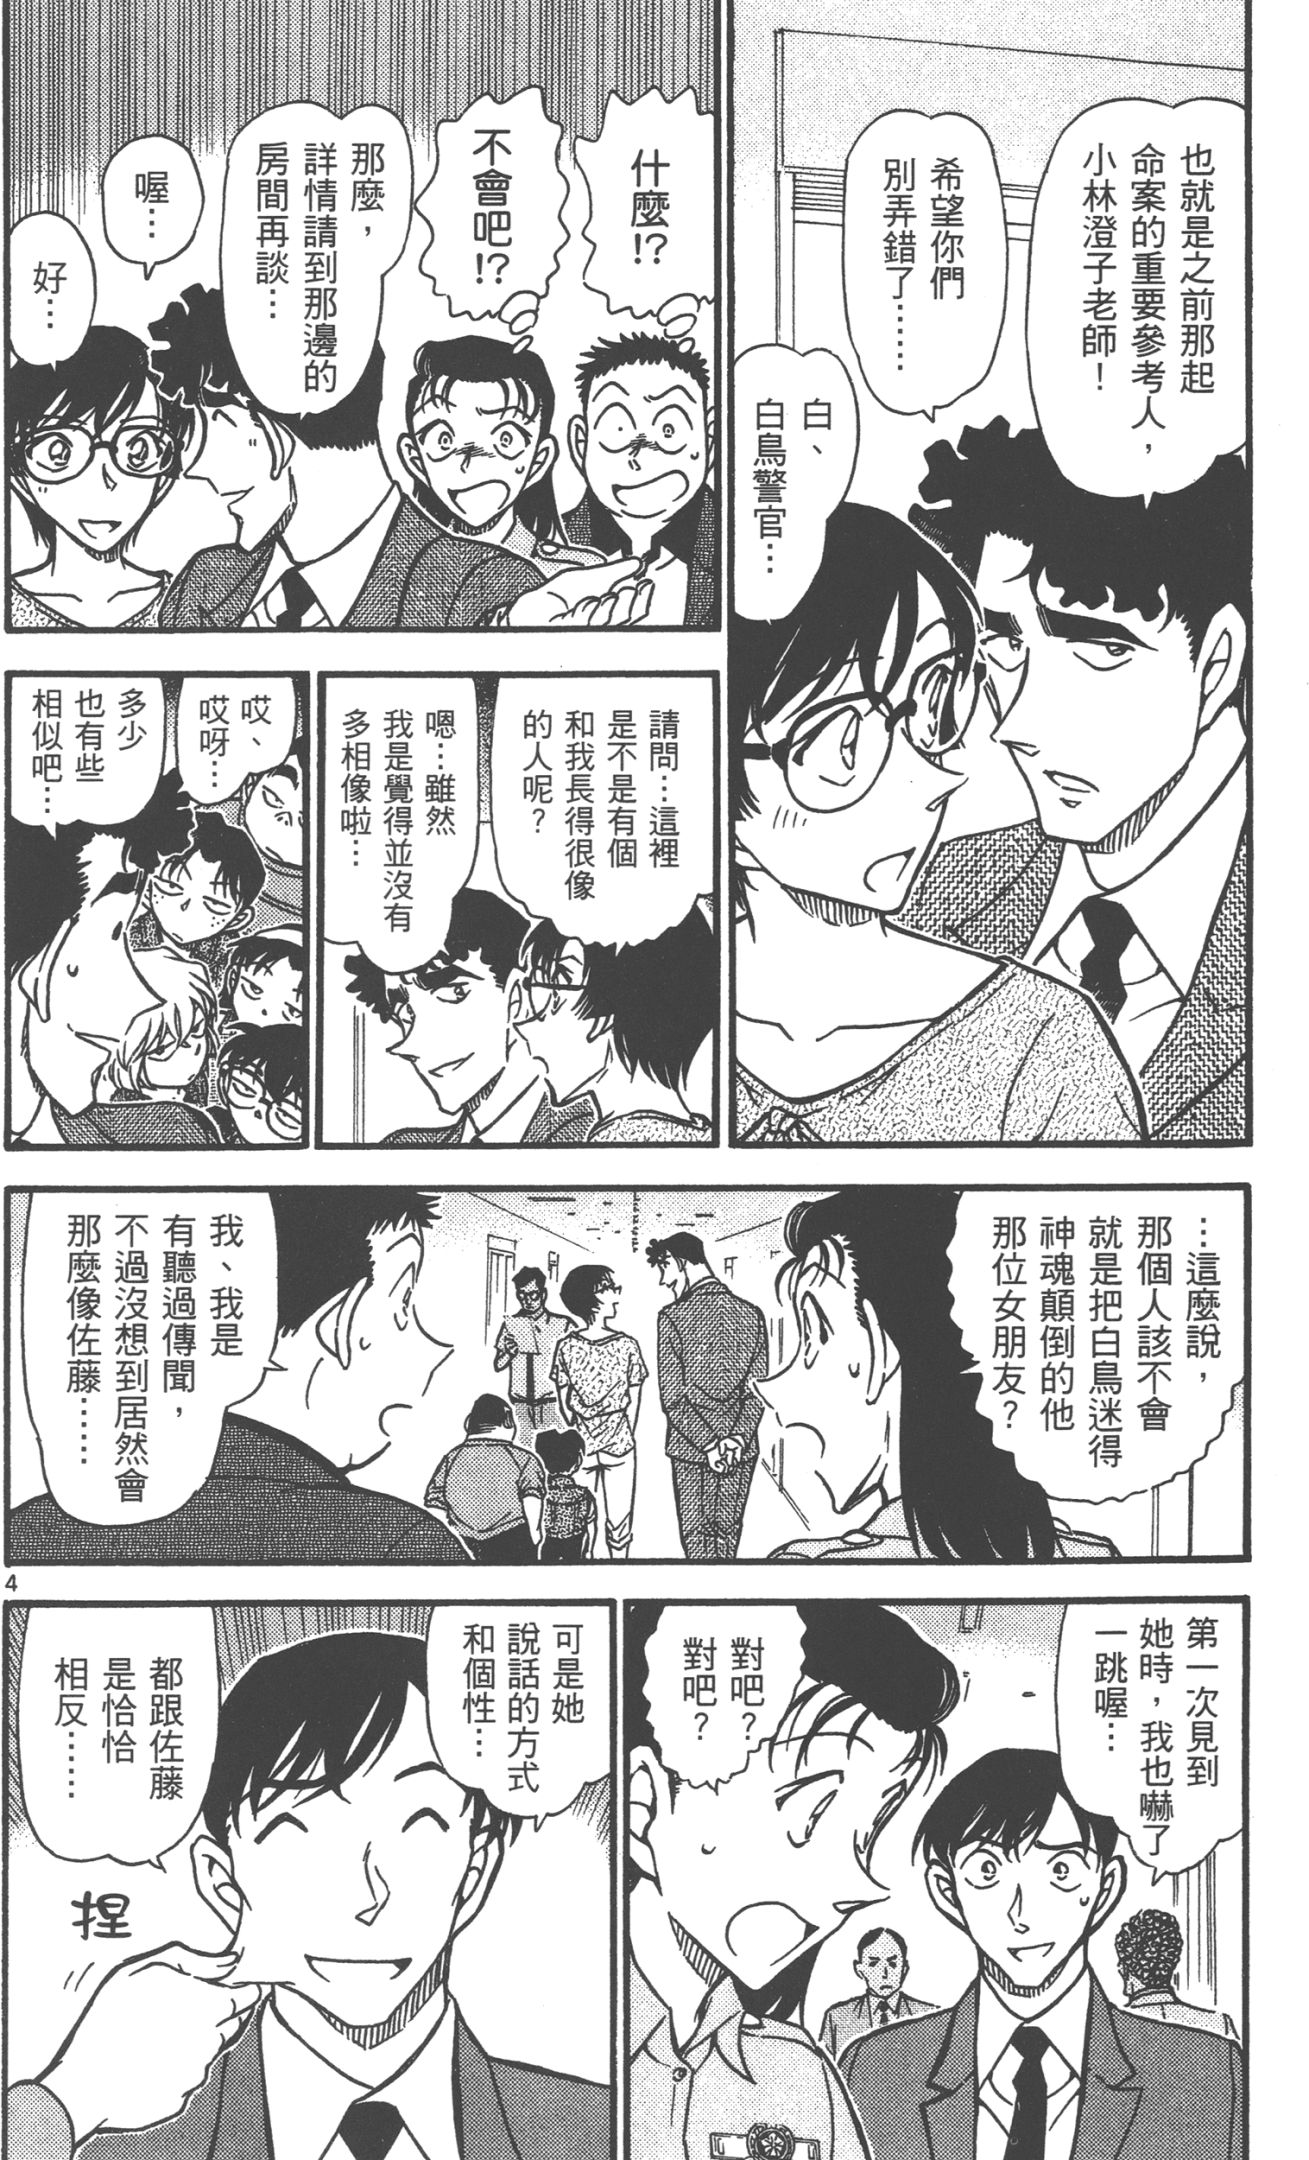 也就是之前那起
命案的重要參考人，
小林澄子老師！
希望你們
別弄錯了……
白、
白鳥警官…
什麼!?
不會吧!?
那麼，
詳情請到那邊的
房間再談…
喔…
好…
請問…這裡
是不是有個
和我長得很像
的人呢？
嗯…雖然
我是覺得並沒有
多相像啦…
哎、
哎呀…
多少
也有些
相似吧…
…這麼說，
那個人該不會
就是把白鳥迷得
神魂顛倒的他
那位女朋友？
我、我是
有聽過傳聞，
不過沒想到居然會
那麼像佐藤……
4
第一次見到
她時，我也嚇了
一跳喔…
對吧？
對吧？
可是她
說話的方式
和個性…
都跟佐藤
是恰恰
相反……
捏